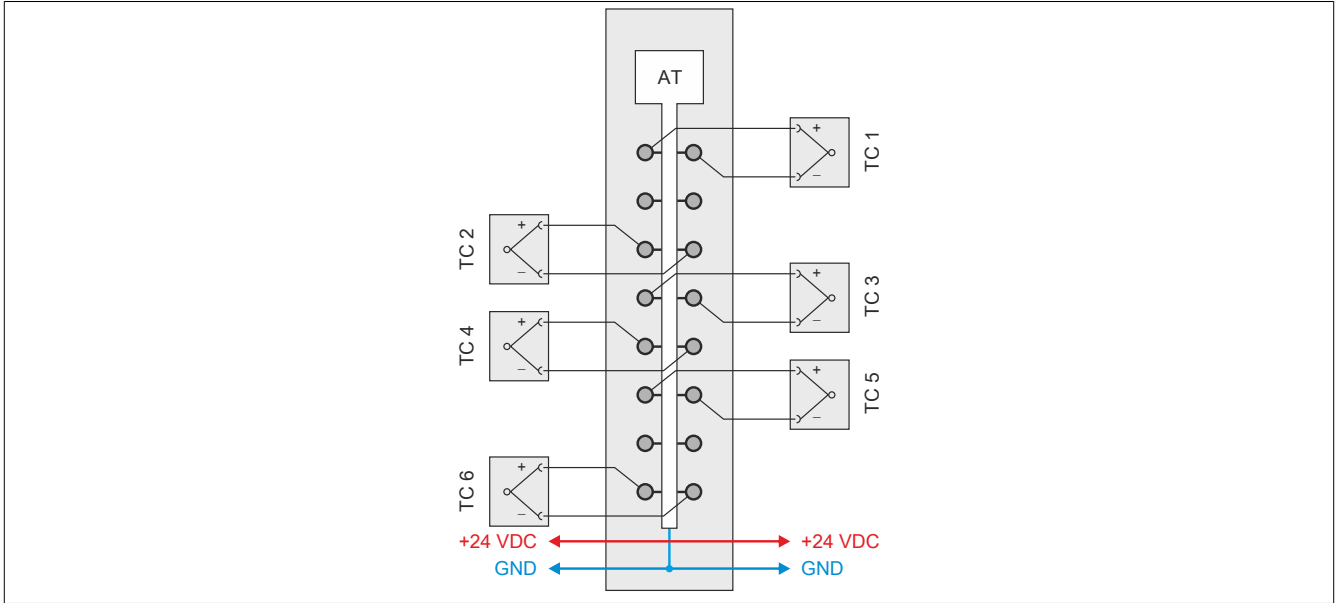 AT
+
−
TC 1
TC 2
+
−
+
−
TC 3
TC 4
+
−
+
−
TC 5
TC 6
+
−
+24 VDC +24 VDC
GND GND